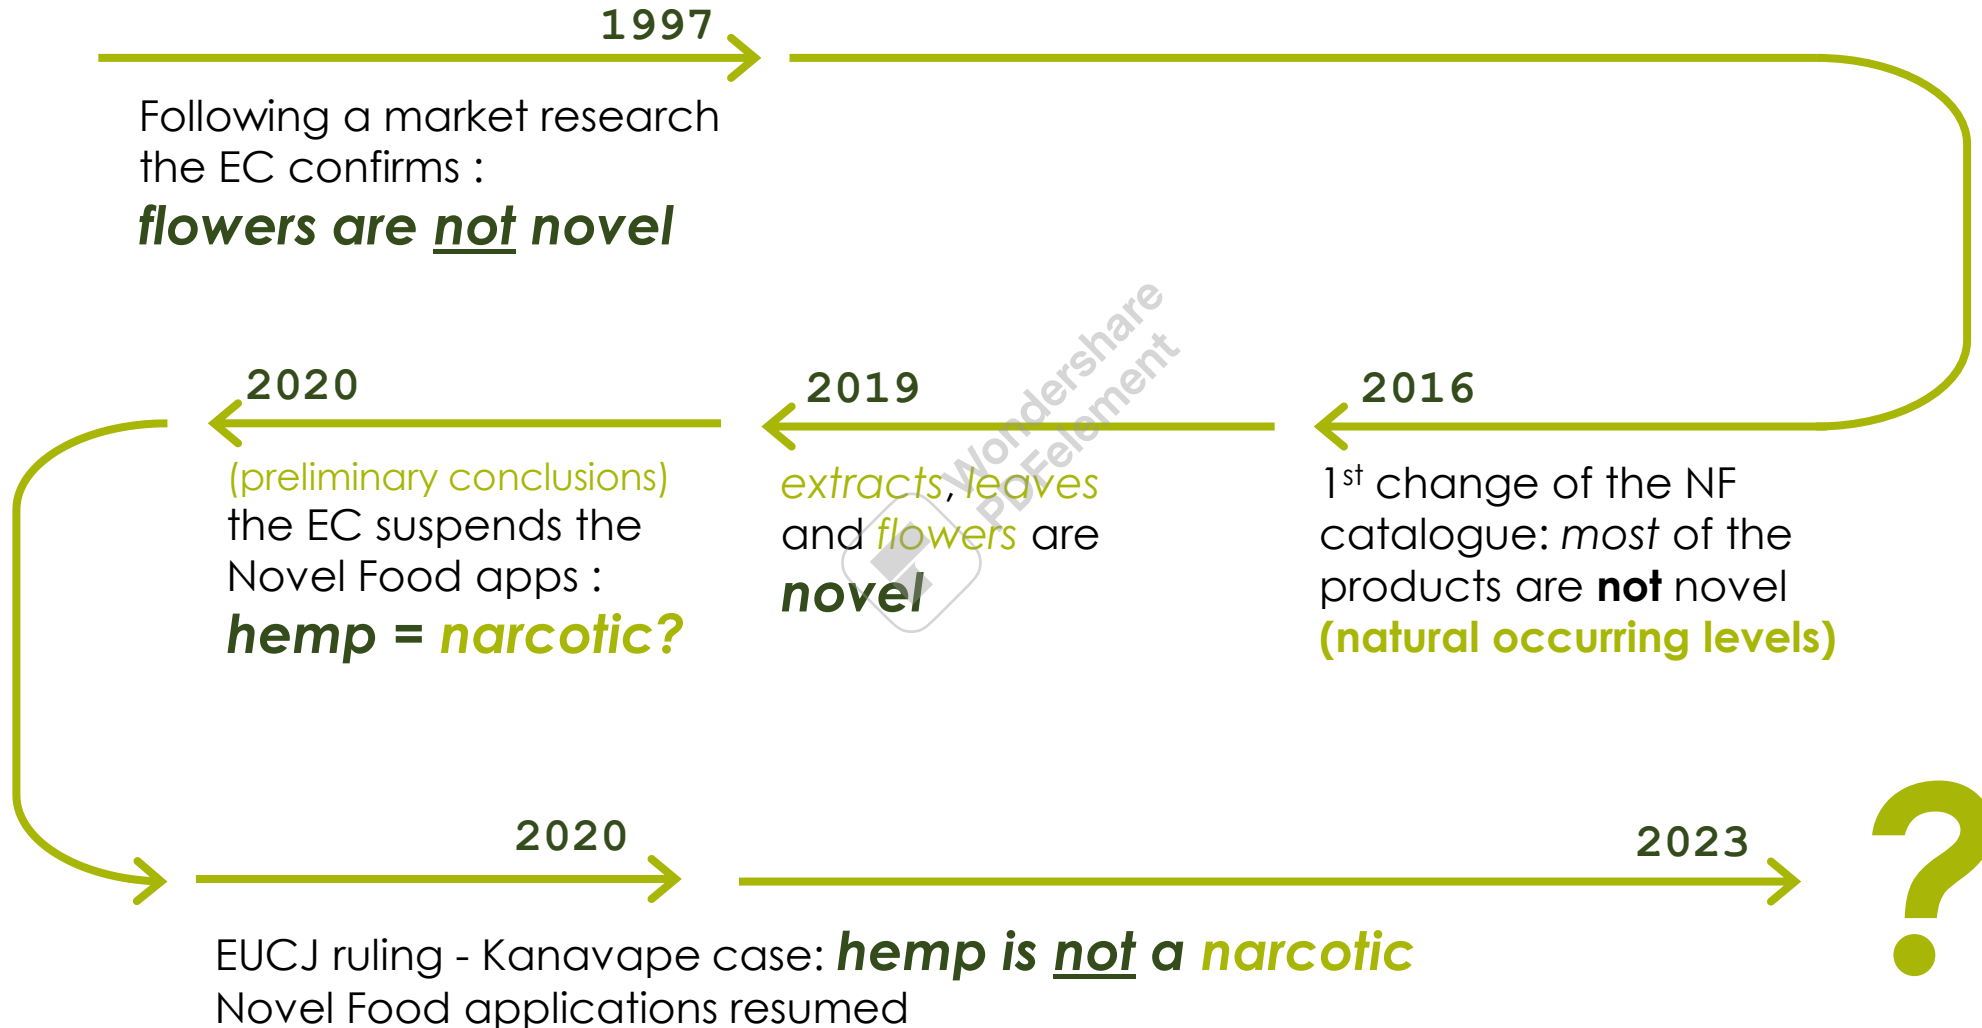 1997
Following a market research
the EC confirms :
flowers are not novel
2016
1st change of the NF
catalogue: most of the
products are not novel
(natural occurring levels)
2019
extracts, leaves
and flowers are
novel
2020
(preliminary conclusions)
the EC suspends the
Novel Food apps :
hemp = narcotic?
2020
EUCJ ruling - Kanavape case: hemp is not a narcotic
Novel Food applications resumed
2023
?
Wondershare
PDFelement